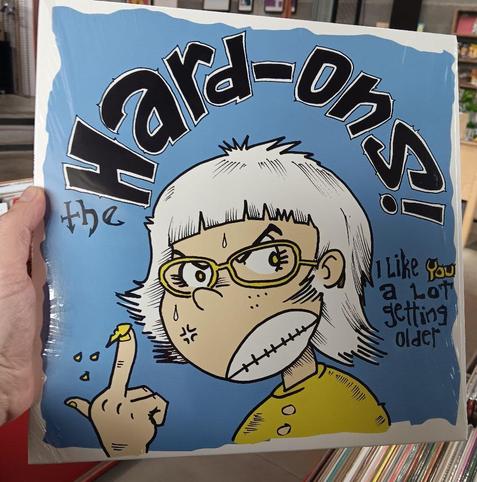 the
Hard-ons!
I Like You
a Lot
getting
older